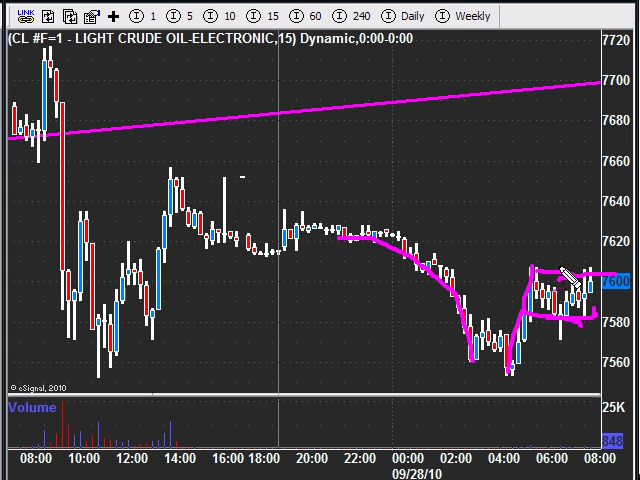 LINK 1 5 10 15 60 240 Daily Weekly
(CL #F=1 - LIGHT CRUDE OIL-ELECTRONIC,15) Dynamic,0:00-0:00
7720
7700
7680
7660
7640
7620
7600
7580
7560
© eSignal, 2010
Volume
25K
848
08:00 10:00 12:00 14:00 16:00 18:00 20:00 22:00 00:00 02:00 04:00 06:00 08:00
09/28/10